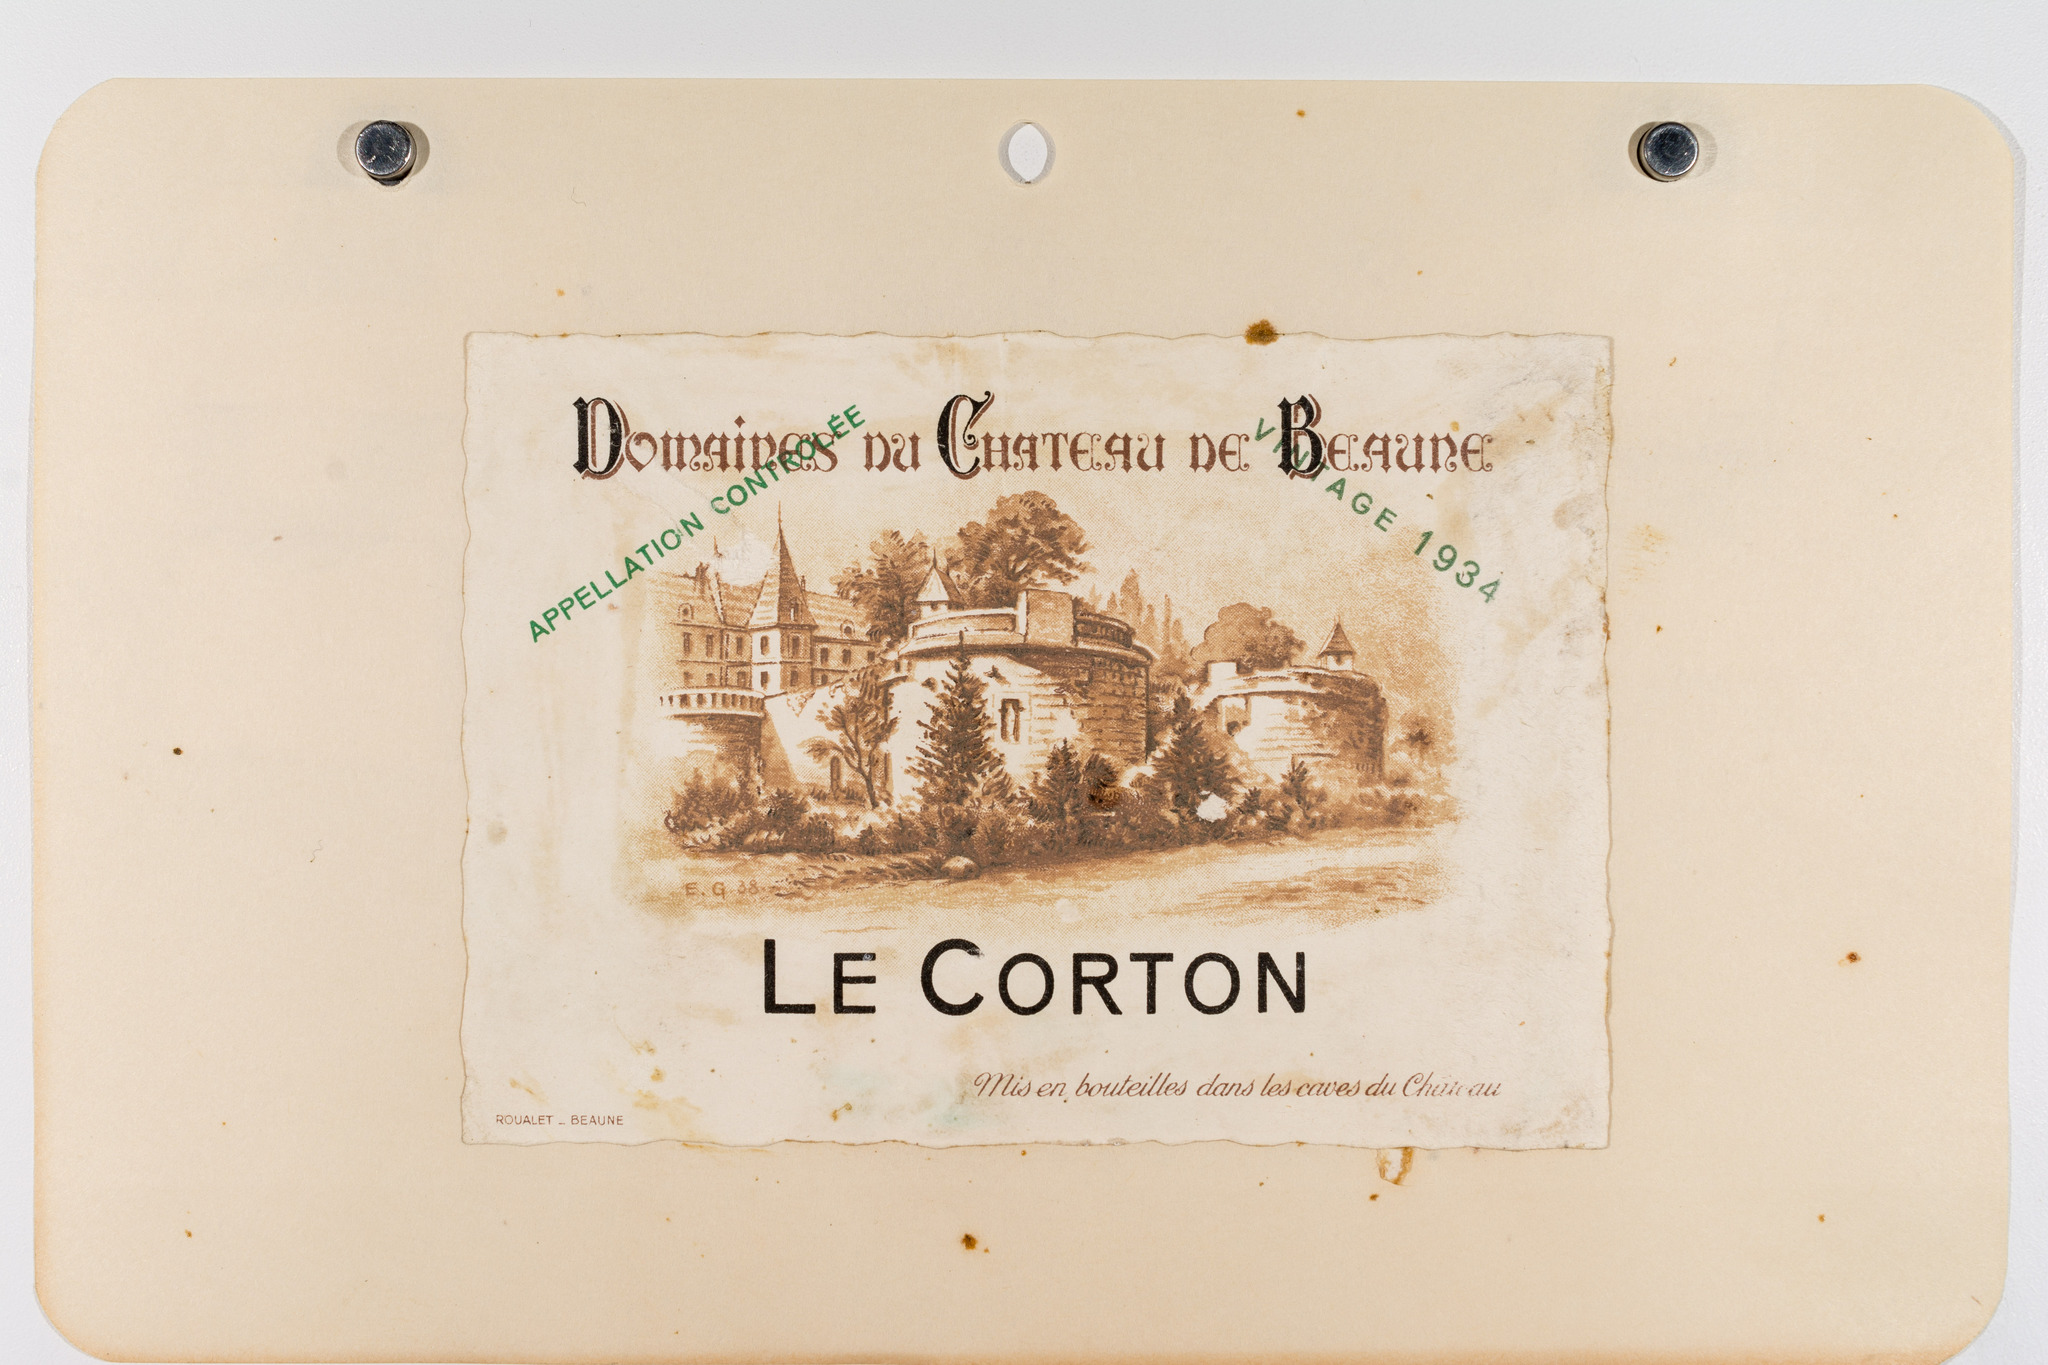 Domaines du Chateau de Beaune
APPELLATION CONTROLÉE
VINTAGE 1934
E. G. 38
LE CORTON
Mis en bouteilles dans les caves du Château
ROUALET _ BEAUNE